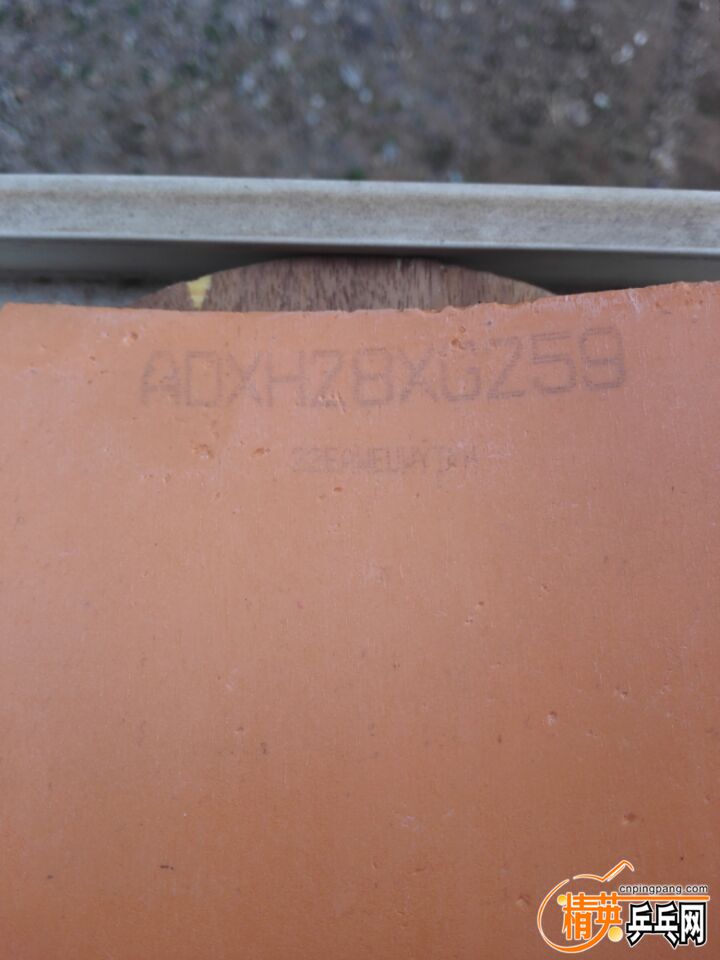 ADXHZ8XGZ59
cnpingpang.com
精英乒乓网